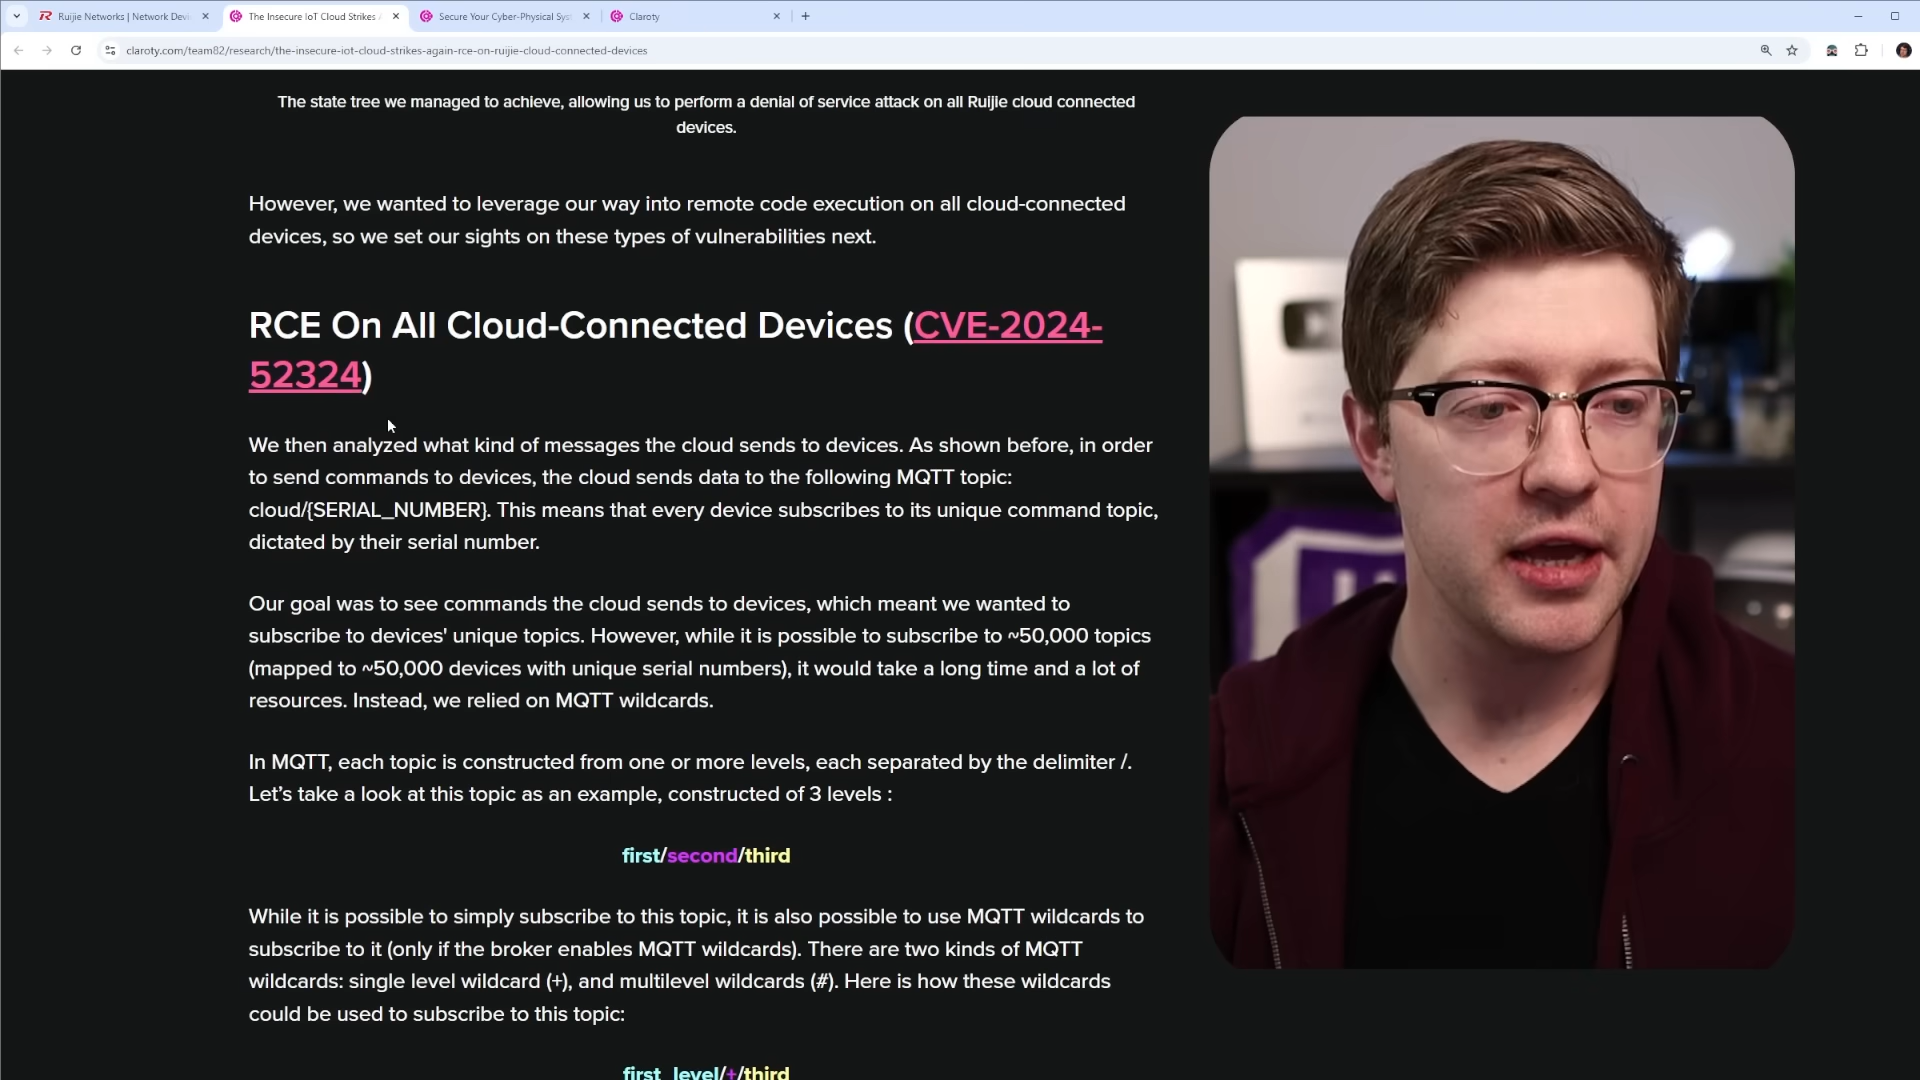 Ruijie Networks | Network Dev
The Insecure IoT Cloud Strikes A
Secure Your Cyber-Physical Sys
Claroty
claroty.com/team82/research/the-insecure-iot-cloud-strikes-again-rce-on-ruijie-cloud-connected-devices
The state tree we managed to achieve, allowing us to perform a denial of service attack on all Ruijie cloud connected
devices.
However, we wanted to leverage our way into remote code execution on all cloud-connected
devices, so we set our sights on these types of vulnerabilities next.
RCE On All Cloud-Connected Devices (CVE-2024-
52324)
We then analyzed what kind of messages the cloud sends to devices. As shown before, in order
to send commands to devices, the cloud sends data to the following MQTT topic:
cloud/{SERIAL_NUMBER}. This means that every device subscribes to its unique command topic,
dictated by their serial number.
Our goal was to see commands the cloud sends to devices, which meant we wanted to
subscribe to devices' unique topics. However, while it is possible to subscribe to ~50,000 topics
(mapped to ~50,000 devices with unique serial numbers), it would take a long time and a lot of
resources. Instead, we relied on MQTT wildcards.
In MQTT, each topic is constructed from one or more levels, each separated by the delimiter /.
Let's take a look at this topic as an example, constructed of 3 levels :
first/second/third
While it is possible to simply subscribe to this topic, it is also possible to use MQTT wildcards to
subscribe to it (only if the broker enables MQTT wildcards). There are two kinds of MQTT
wildcards: single level wildcard (+), and multilevel wildcards (#). Here is how these wildcards
could be used to subscribe to this topic:
first_level/+/third